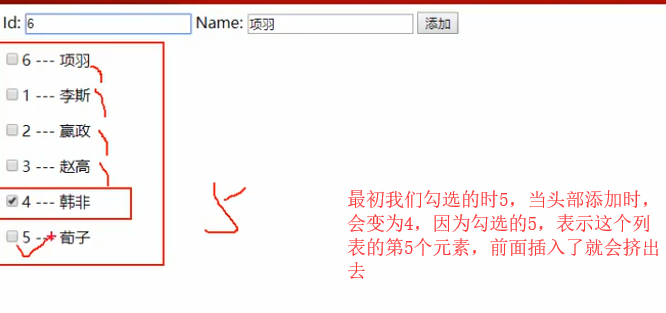 Id: 6 Name: 项羽 添加
6 --- 项羽
1 --- 李斯
2 --- 嬴政
3 --- 赵高
4 --- 韩非
5 --- 荀子
5
最初我们勾选的时5，当头部添加时，
会变为4，因为勾选的5，表示这个列
表的第5个元素，前面插入了就会挤出
去